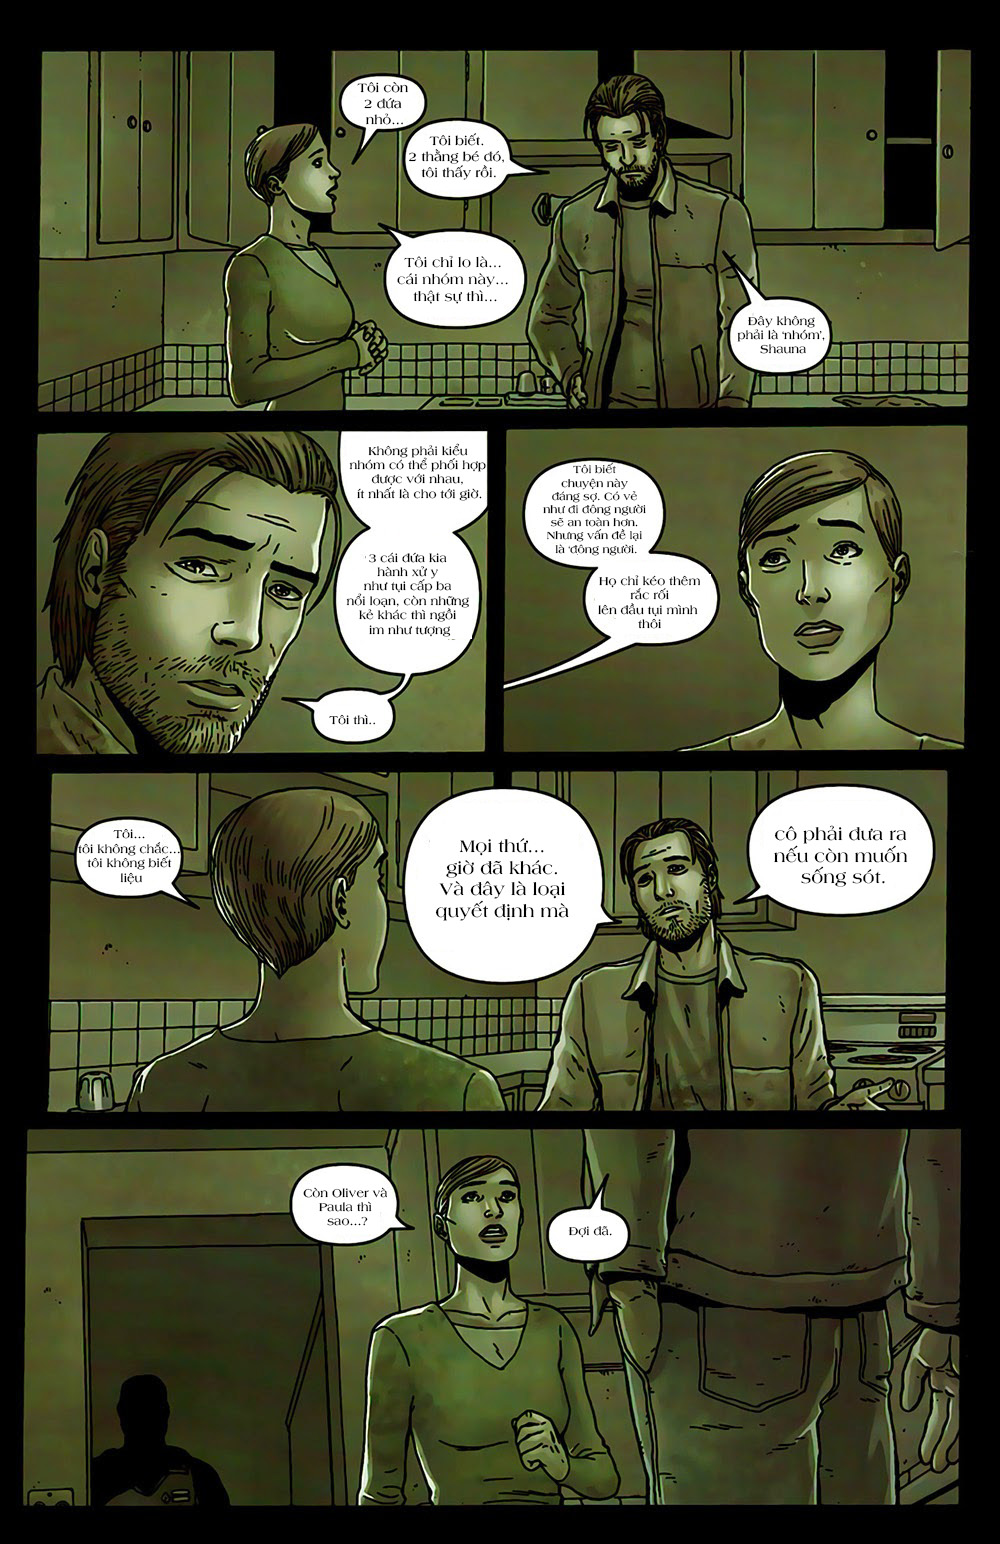 Tôi còn
2 đứa
nhỏ...
Tôi biết.
2 thằng bé đó,
tôi thấy rồi.
Tôi chỉ lo là...
cái nhóm này...
thật sự thì...
Đây không
phải là 'nhóm',
Shauna
Không phải kiểu
nhóm có thể phối hợp
được với nhau,
ít nhất là cho tới giờ.
3 cái đứa kia
hành xử y
như tụi cấp ba
nổi loạn, còn những
kẻ khác thì ngồi
im như tượng
Tôi thì..
Tôi biết
chuyện này
đáng sợ. Có vẻ
như đi đông người
sẽ an toàn hơn.
Nhưng vấn đề lại
là 'đông người.
Họ chỉ kéo thêm
rắc rối
lên đầu tụi mình
thôi
Tôi...
tôi không chắc...
tôi không biết
liệu
Mọi thứ...
giờ đã khác.
Và đây là loại
quyết định mà
cô phải đưa ra
nếu còn muốn
sống sót.
Còn Oliver và
Paula thì
sao...?
Đợi đã.